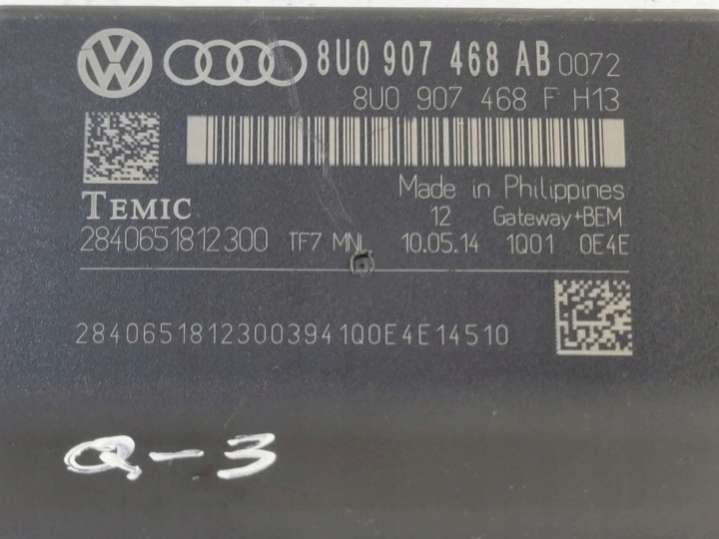 8U0 907 468 AB 0072
8U0 907 468 F H13
Made in Philippines
TEMIC 12 Gateway+BEM
2840651812300 TF7 MNL 10.05.14 1Q01 0E4E
28406518123003941Q0E4E14510
Q-3